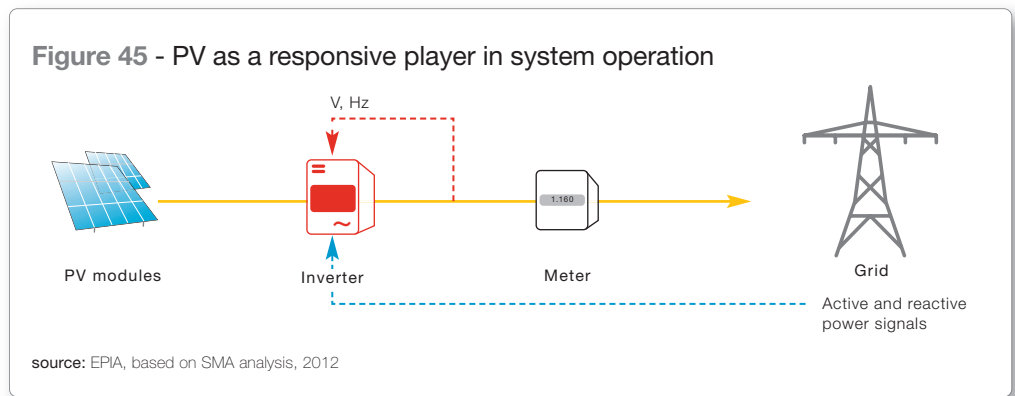 Figure 45 - PV as a responsive player in system operation
V, Hz
1.160
PV modules
Inverter
Meter
Grid
Active and reactive
power signals
source: EPIA, based on SMA analysis, 2012